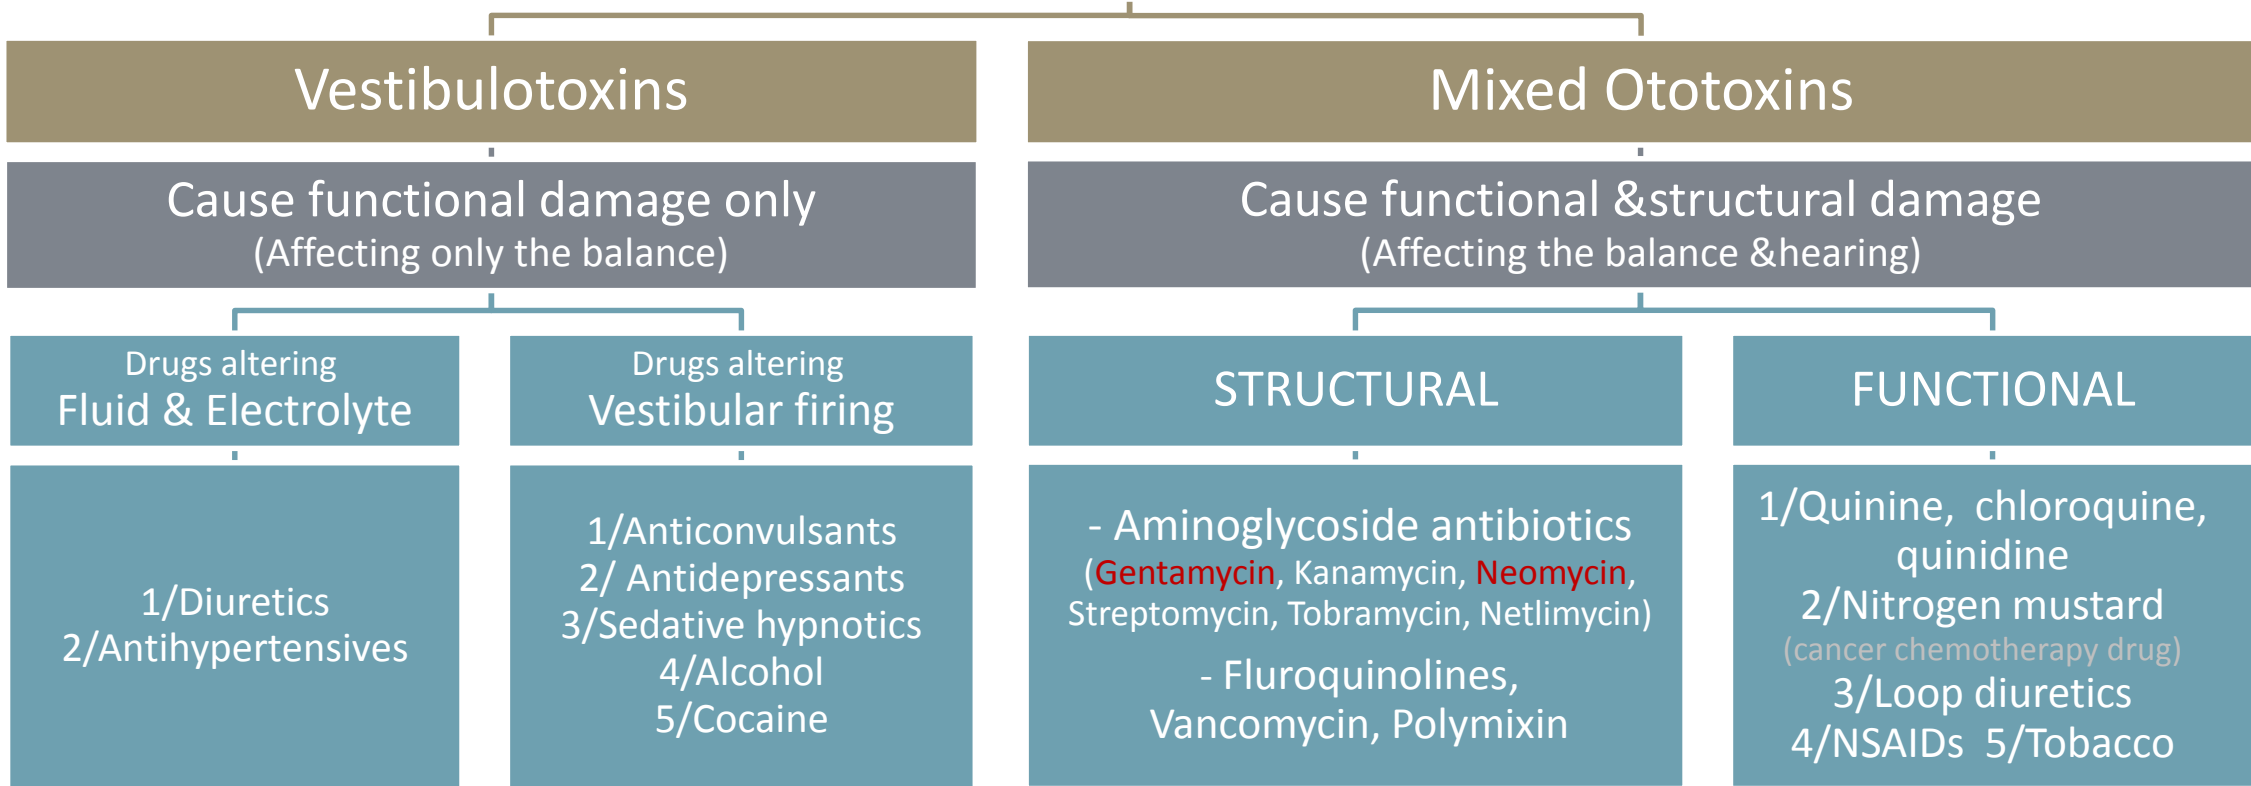 Vestibulotoxins
Cause functional damage only
(Affecting only the balance)
Drugs altering
Fluid & Electrolyte
1/Diuretics
2/Antihypertensives
Drugs altering
Vestibular firing
1/Anticonvulsants
2/ Antidepressants
3/Sedative hypnotics
4/Alcohol
5/Cocaine
Mixed Ototoxins
Cause functional &structural damage
(Affecting the balance &hearing)
STRUCTURAL
- Aminoglycoside antibiotics
(Gentamycin, Kanamycin, Neomycin,
Streptomycin, Tobramycin, Netlimycin)
- Fluroquinolines,
Vancomycin, Polymixin
FUNCTIONAL
1/Quinine, chloroquine,
quinidine
2/Nitrogen mustard
(cancer chemotherapy drug)
3/Loop diuretics
4/NSAIDs 5/Tobacco